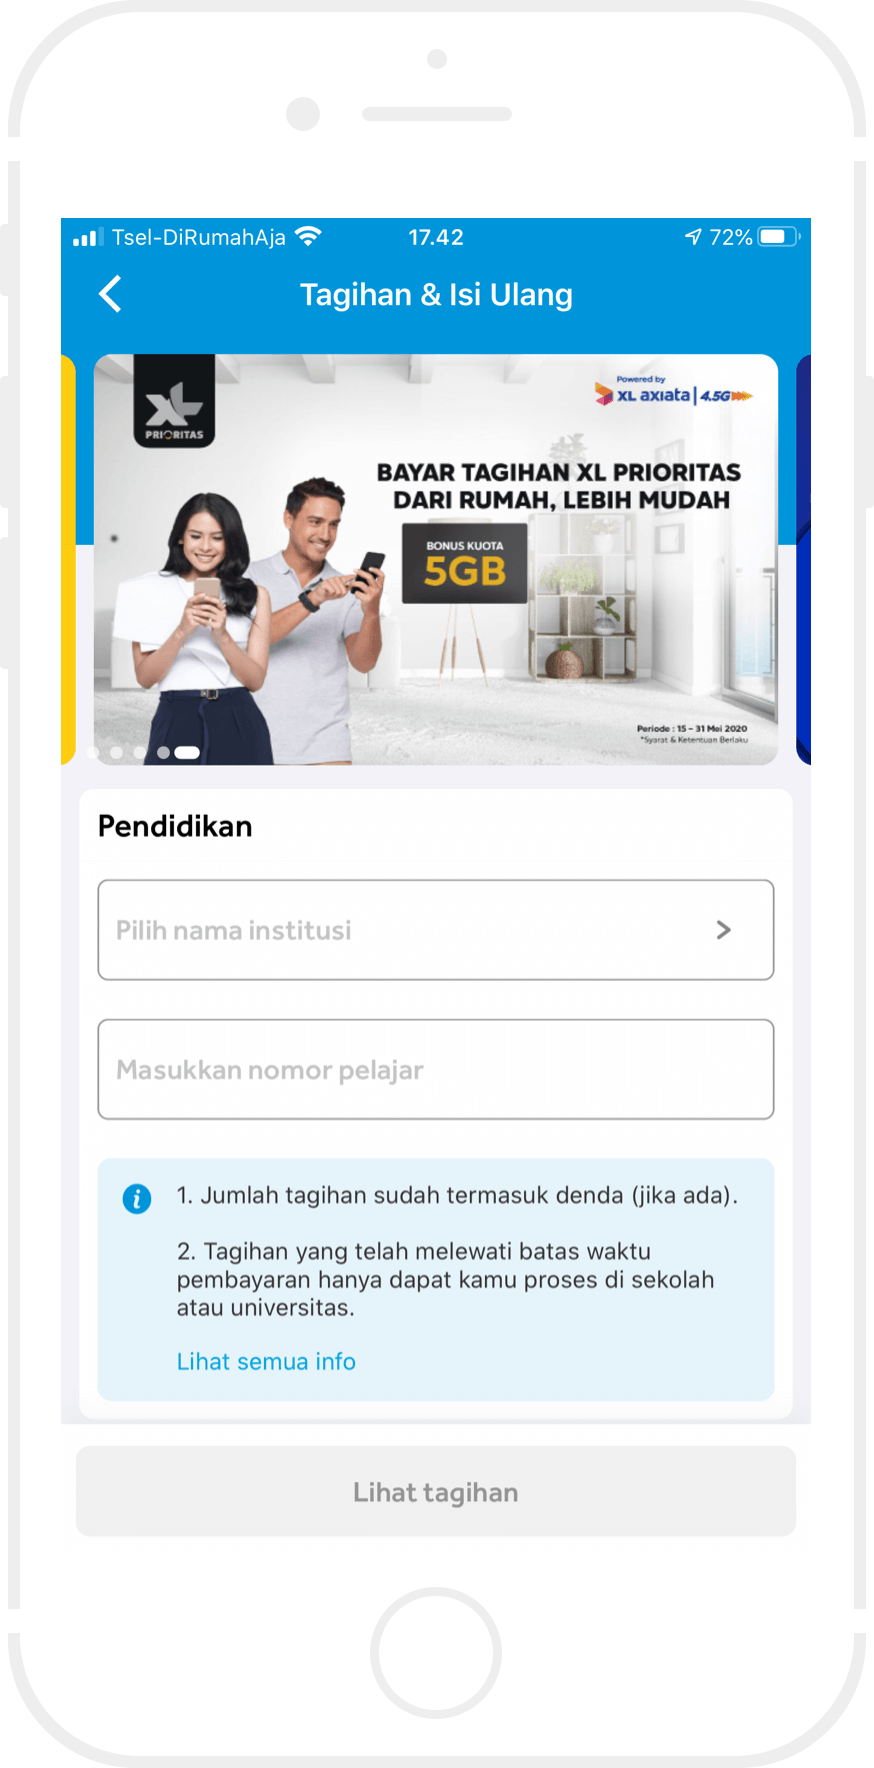 Tsel-DiRumahAja 17.42 72%
Tagihan & Isi Ulang
XL
PRIORITAS
Powered by
XL axiata | 4.5G
BAYAR TAGIHAN XL PRIORITAS
DARI RUMAH, LEBIH MUDAH
BONUS KUOTA
5GB
Periode : 15 – 31 Mei 2020
*Syarat & Ketentuan Berlaku
Pendidikan
Pilih nama institusi
Masukkan nomor pelajar
1. Jumlah tagihan sudah termasuk denda (jika ada).
2. Tagihan yang telah melewati batas waktu
pembayaran hanya dapat kamu proses di sekolah
atau universitas.
Lihat semua info
Lihat tagihan